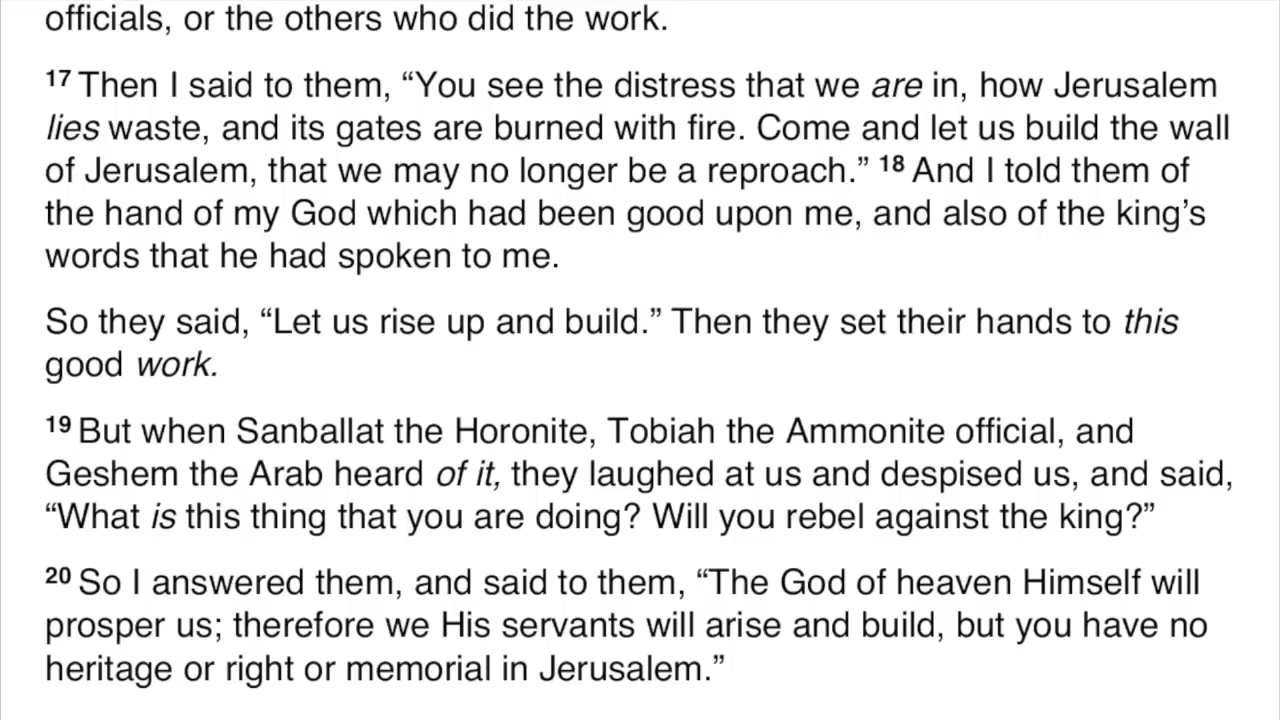 officials, or the others who did the work.
17 Then I said to them, “You see the distress that we are in, how Jerusalem
lies waste, and its gates are burned with fire. Come and let us build the wall
of Jerusalem, that we may no longer be a reproach.” 18 And I told them of
the hand of my God which had been good upon me, and also of the king’s
words that he had spoken to me.
So they said, “Let us rise up and build.” Then they set their hands to this
good work.
19 But when Sanballat the Horonite, Tobiah the Ammonite official, and
Geshem the Arab heard of it, they laughed at us and despised us, and said,
“What is this thing that you are doing? Will you rebel against the king?”
20 So I answered them, and said to them, “The God of heaven Himself will
prosper us; therefore we His servants will arise and build, but you have no
heritage or right or memorial in Jerusalem.”